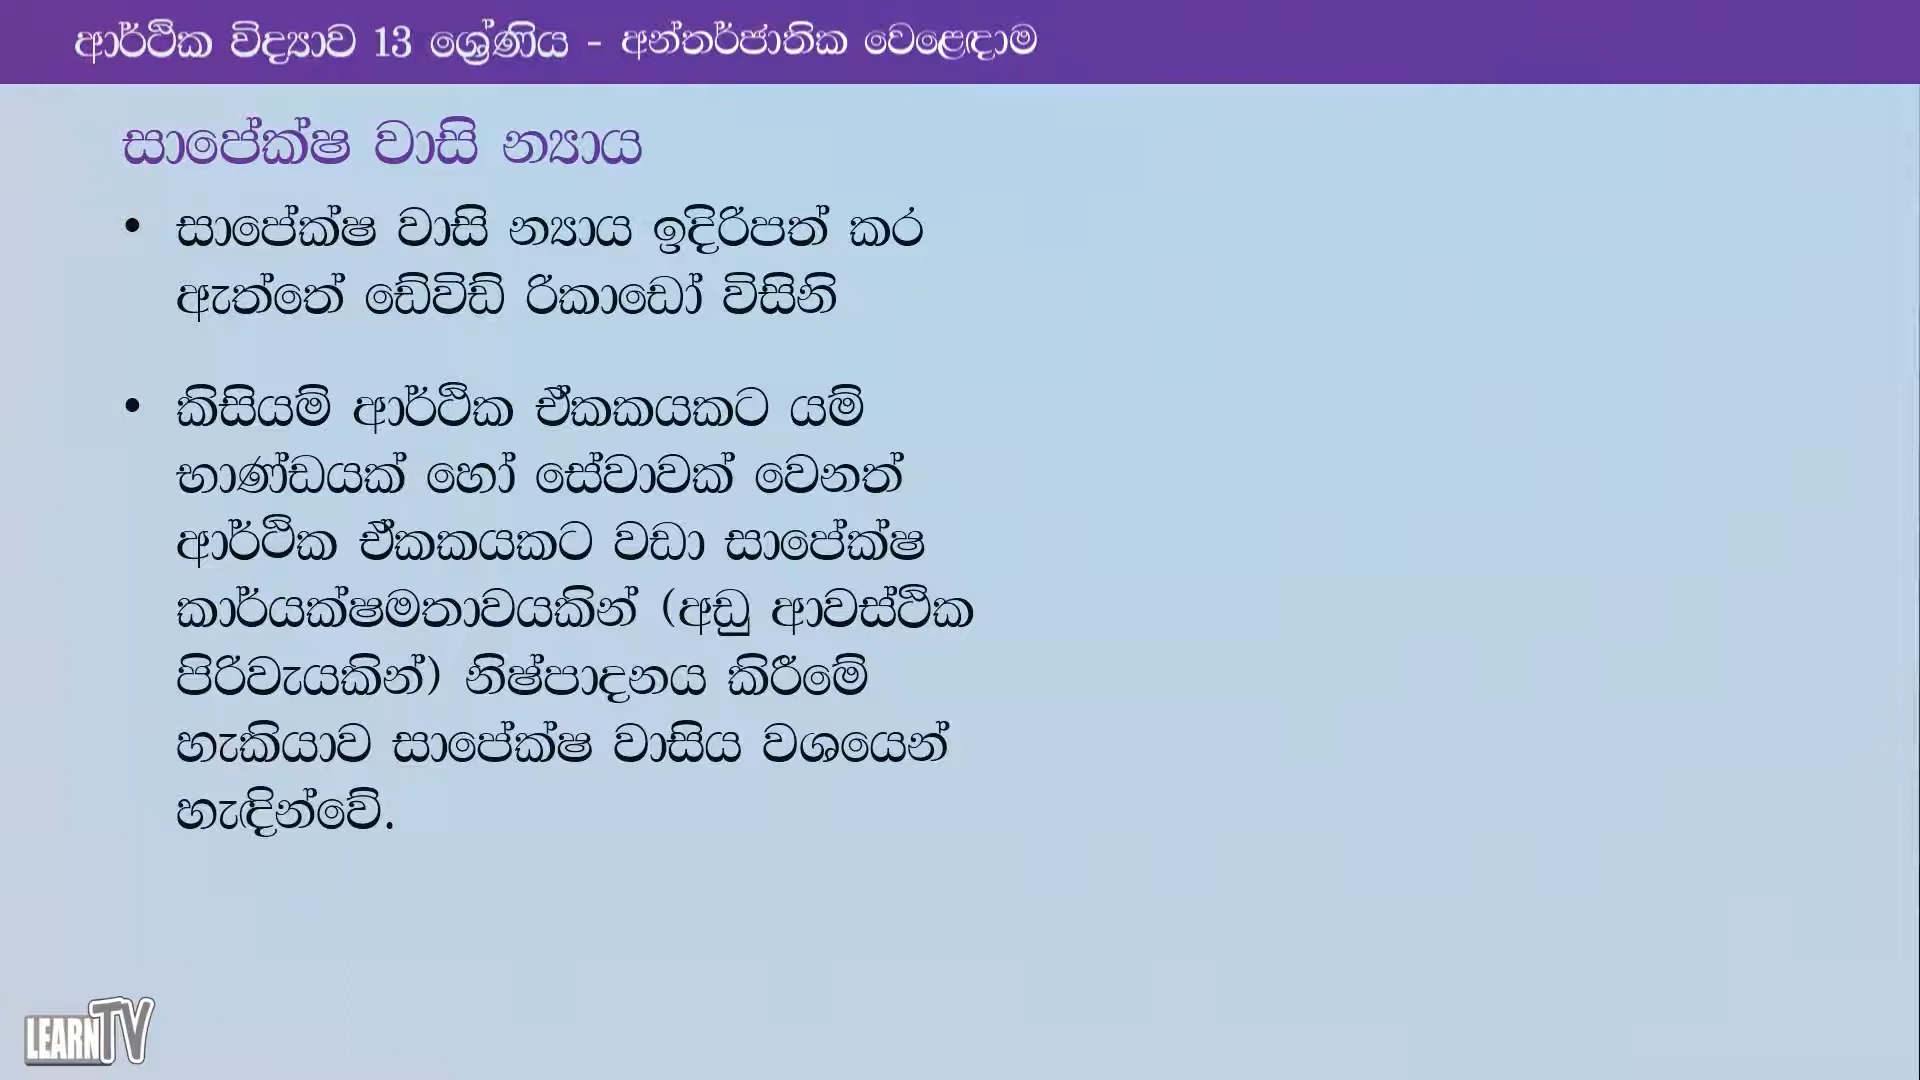 ආර්ථික විද්‍යාව 13 ශ්‍රේණිය - අන්තර්ජාතික වෙළෙඳාම
සාපේක්ෂ වාසි න්‍යාය
• සාපේක්ෂ වාසි න්‍යාය ඉදිරිපත් කර
ඇත්තේ ඩේවිඩ් රිකාඩෝ විසිනි
• කිසියම් ආර්ථික ඒකකයකට යම්
භාණ්ඩයක් හෝ සේවාවක් වෙනත්
ආර්ථික ඒකකයකට වඩා සාපේක්ෂ
කාර්යක්ෂමතාවයකින් (අඩු ආවස්ථික
පිරිවැයකින්) නිෂ්පාදනය කිරීමේ
හැකියාව සාපේක්ෂ වාසිය වශයෙන්
හැඳින්වේ.
LEARN TV